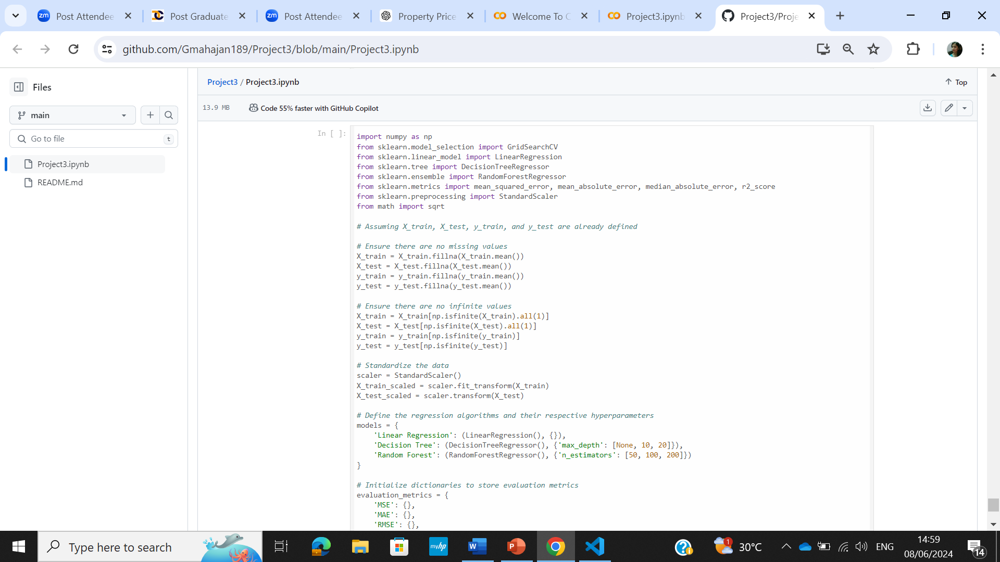 zm Post Attendee
Post Graduate
zm Post Attendee
Property Price
Welcome To C
Project3.ipynb
Project3/Proje
github.com/Gmahajan189/Project3/blob/main/Project3.ipynb
Files
main
Go to file
t
Project3.ipynb
README.md
Project3 / Project3.ipynb
Top
13.9 MB
Code 55% faster with GitHub Copilot
In [ ]:
import numpy as np
from sklearn.model_selection import GridSearchCV
from sklearn.linear_model import LinearRegression
from sklearn.tree import DecisionTreeRegressor
from sklearn.ensemble import RandomForestRegressor
from sklearn.metrics import mean_squared_error, mean_absolute_error, median_absolute_error, r2_score
from sklearn.preprocessing import StandardScaler
from math import sqrt
# Assuming X_train, X_test, y_train, and y_test are already defined
# Ensure there are no missing values
X_train = X_train.fillna(X_train.mean())
X_test = X_test.fillna(X_test.mean())
y_train = y_train.fillna(y_train.mean())
y_test = y_test.fillna(y_test.mean())
# Ensure there are no infinite values
X_train = X_train[np.isfinite(X_train).all(1)]
X_test = X_test[np.isfinite(X_test).all(1)]
y_train = y_train[np.isfinite(y_train)]
y_test = y_test[np.isfinite(y_test)]
# Standardize the data
scaler = StandardScaler()
X_train_scaled = scaler.fit_transform(X_train)
X_test_scaled = scaler.transform(X_test)
# Define the regression algorithms and their respective hyperparameters
models = {
'Linear Regression': (LinearRegression(), {}),
'Decision Tree': (DecisionTreeRegressor(), {'max_depth': [None, 10, 20]}),
'Random Forest': (RandomForestRegressor(), {'n_estimators': [50, 100, 200]})
}
# Initialize dictionaries to store evaluation metrics
evaluation_metrics = {
'MSE': {},
'MAE': {},
'RMSE': {},
Type here to search
myhp
W
P
1
30°C
ENG
14:59
08/06/2024
14